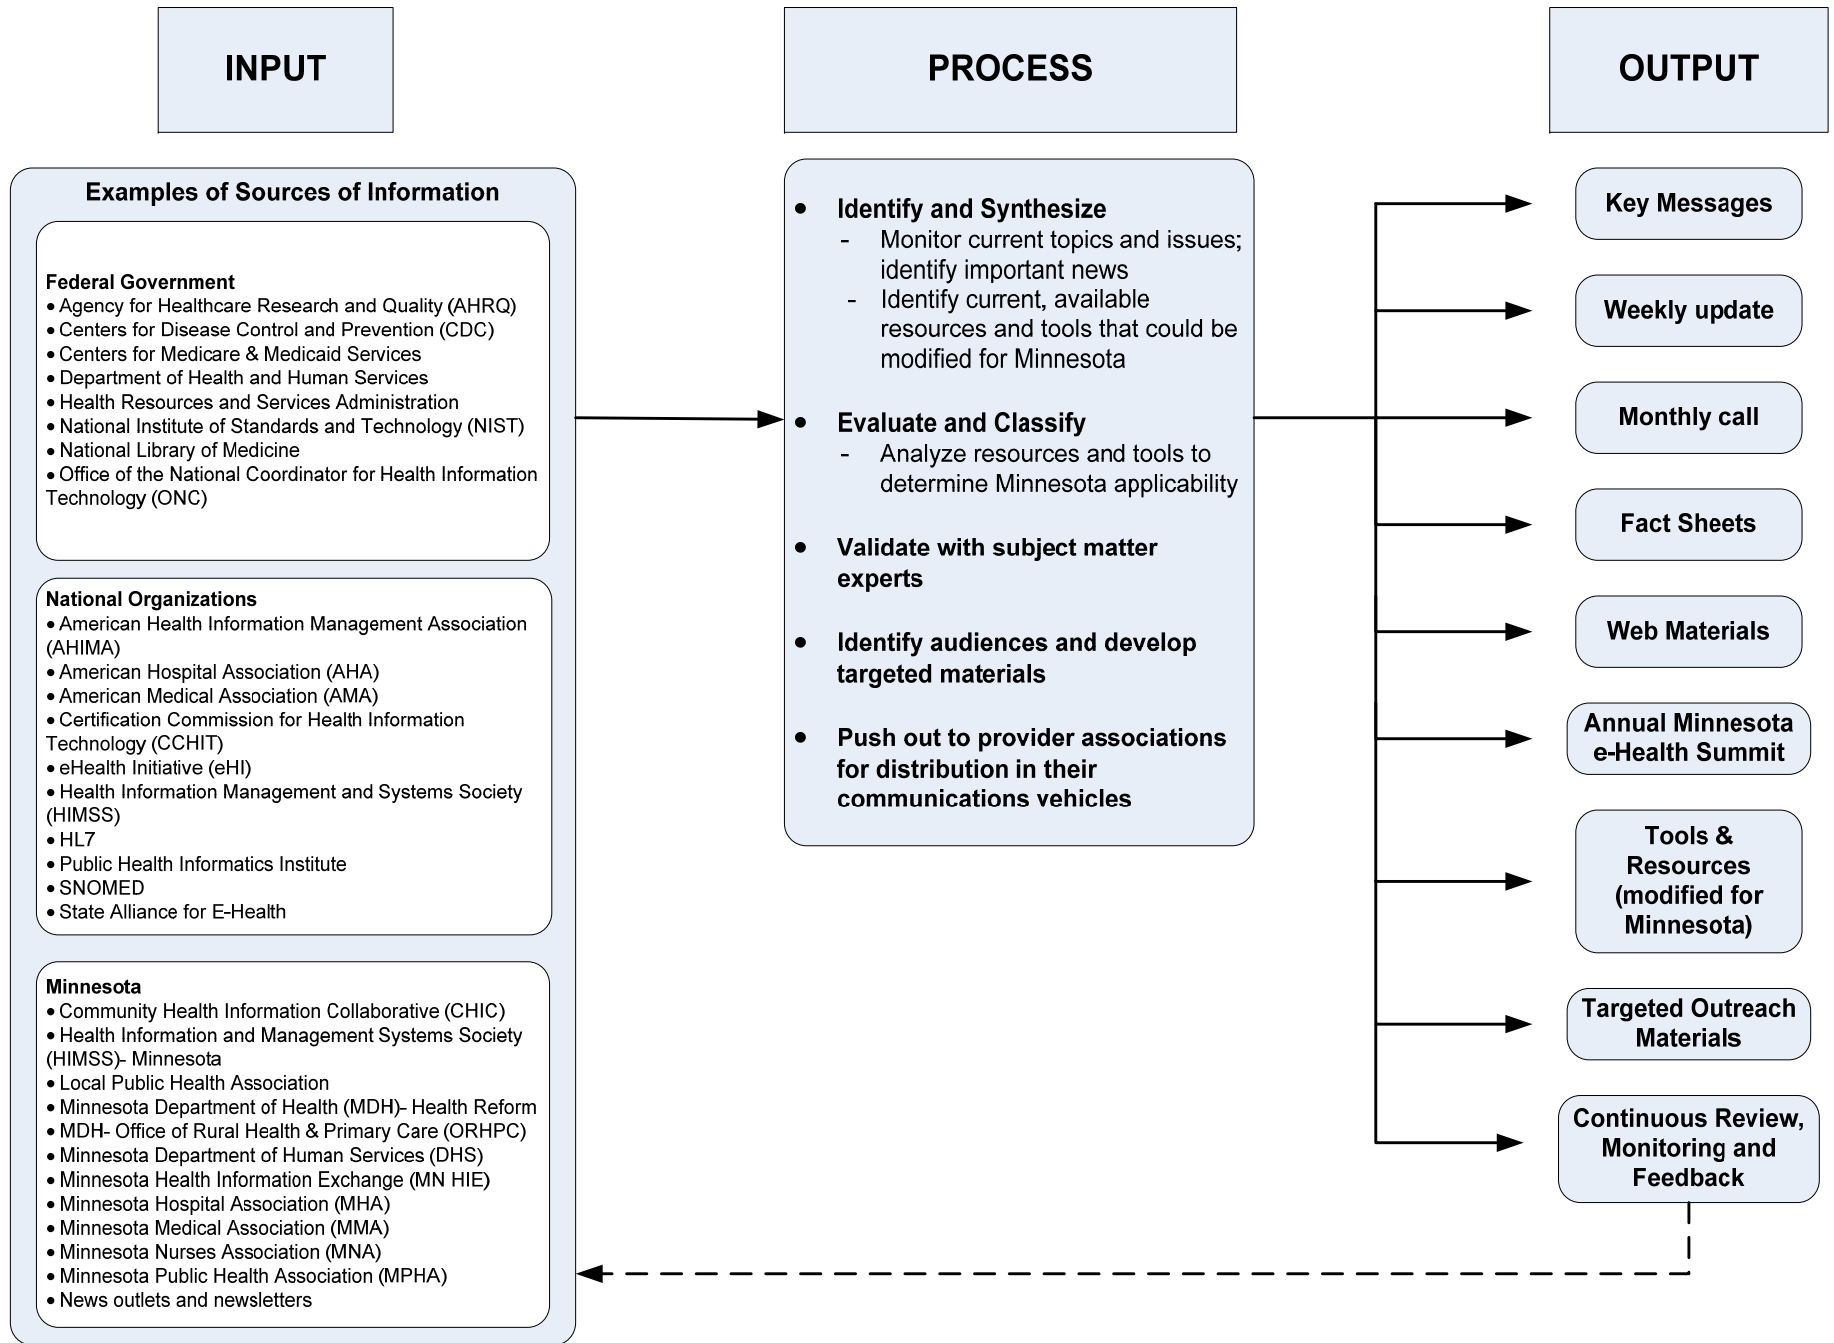 INPUT
PROCESS
OUTPUT
Examples of Sources of Information
Federal Government
• Agency for Healthcare Research and Quality (AHRQ)
• Centers for Disease Control and Prevention (CDC)
• Centers for Medicare & Medicaid Services
• Department of Health and Human Services
• Health Resources and Services Administration
• National Institute of Standards and Technology (NIST)
• National Library of Medicine
• Office of the National Coordinator for Health Information
Technology (ONC)
National Organizations
• American Health Information Management Association
(AHIMA)
• American Hospital Association (AHA)
• American Medical Association (AMA)
• Certification Commission for Health Information
Technology (CCHIT)
• eHealth Initiative (eHI)
• Health Information Management and Systems Society
(HIMSS)
• HL7
• Public Health Informatics Institute
• SNOMED
• State Alliance for E-Health
Minnesota
• Community Health Information Collaborative (CHIC)
• Health Information and Management Systems Society
(HIMSS)- Minnesota
• Local Public Health Association
• Minnesota Department of Health (MDH)- Health Reform
• MDH- Office of Rural Health & Primary Care (ORHPC)
• Minnesota Department of Human Services (DHS)
• Minnesota Health Information Exchange (MN HIE)
• Minnesota Hospital Association (MHA)
• Minnesota Medical Association (MMA)
• Minnesota Nurses Association (MNA)
• Minnesota Public Health Association (MPHA)
• News outlets and newsletters
• Identify and Synthesize
- Monitor current topics and issues;
identify important news
- Identify current, available
resources and tools that could be
modified for Minnesota
• Evaluate and Classify
- Analyze resources and tools to
determine Minnesota applicability
• Validate with subject matter
experts
• Identify audiences and develop
targeted materials
• Push out to provider associations
for distribution in their
communications vehicles
Key Messages
Weekly update
Monthly call
Fact Sheets
Web Materials
Annual Minnesota
e-Health Summit
Tools &
Resources
(modified for
Minnesota)
Targeted Outreach
Materials
Continuous Review,
Monitoring and
Feedback